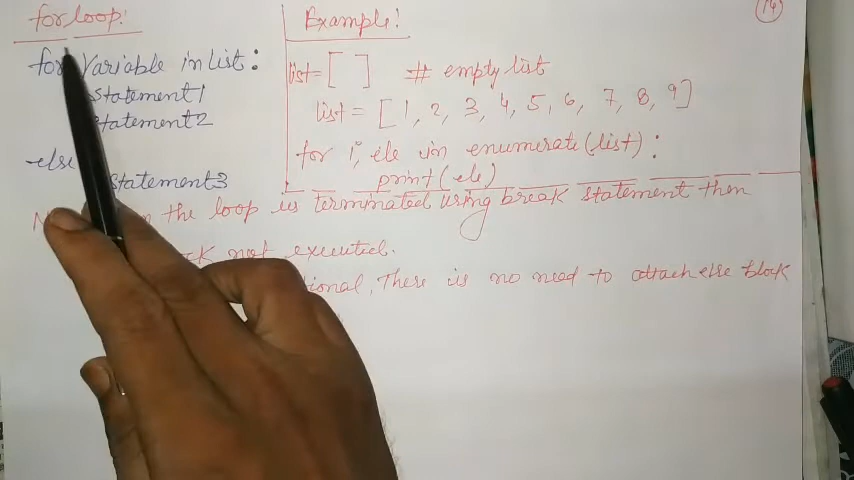 for loop:
for Variable in list:
statement1
statement2
else
statement3
Example!
list = [ ] # empty list
list = [ 1, 2, 3, 4, 5, 6, 7, 8, 9 ]
for i, ele in enumerate (list) :
print (ele)
the loop is terminated using break statement then
not executed.
There is no need to attach else block